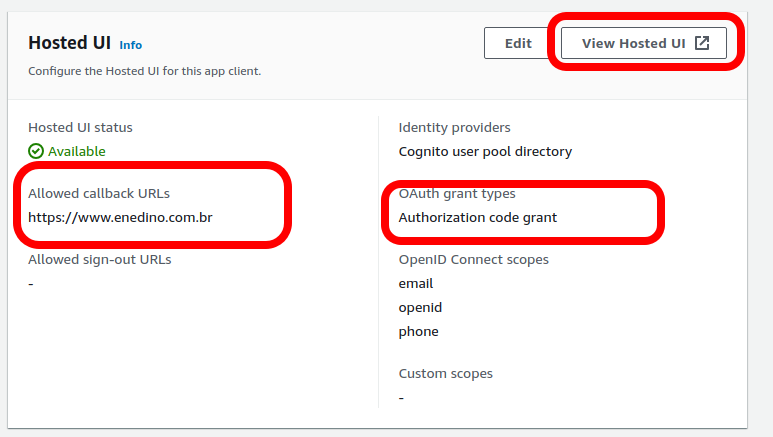 Hosted UI Info
Edit
View Hosted UI
Configure the Hosted UI for this app client.
Hosted UI status
Available
Allowed callback URLs
https://www.enedino.com.br
Allowed sign-out URLs
-
Identity providers
Cognito user pool directory
OAuth grant types
Authorization code grant
OpenID Connect scopes
email
openid
phone
Custom scopes
-